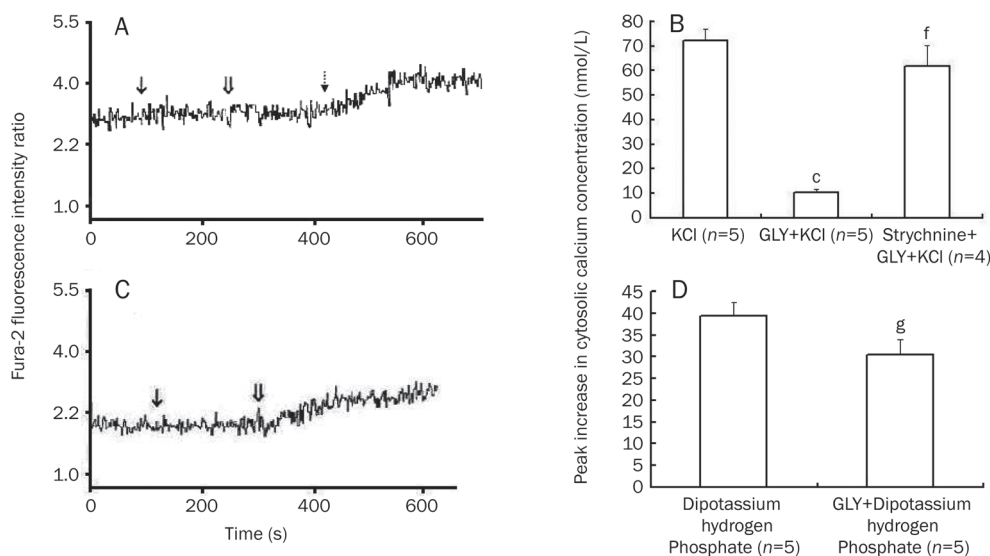 A
5.5
4.0
2.2
1.0
0
200
400
600
C
5.5
4.0
2.2
1.0
0
200
400
600
Fura-2 fluorescence intensity ratio
Time (s)
B
80
70
60
50
40
30
20
10
0
c
f
KCl (n=5)
GLY+KCl (n=5)
Strychnine+
GLY+KCl (n=4)
D
45
40
35
30
25
20
15
10
5
0
g
Dipotassium
hydrogen
Phosphate (n=5)
GLY+Dipotassium
hydrogen
Phosphate (n=5)
Peak increase in cytosolic calcium concentration (nmol/L)